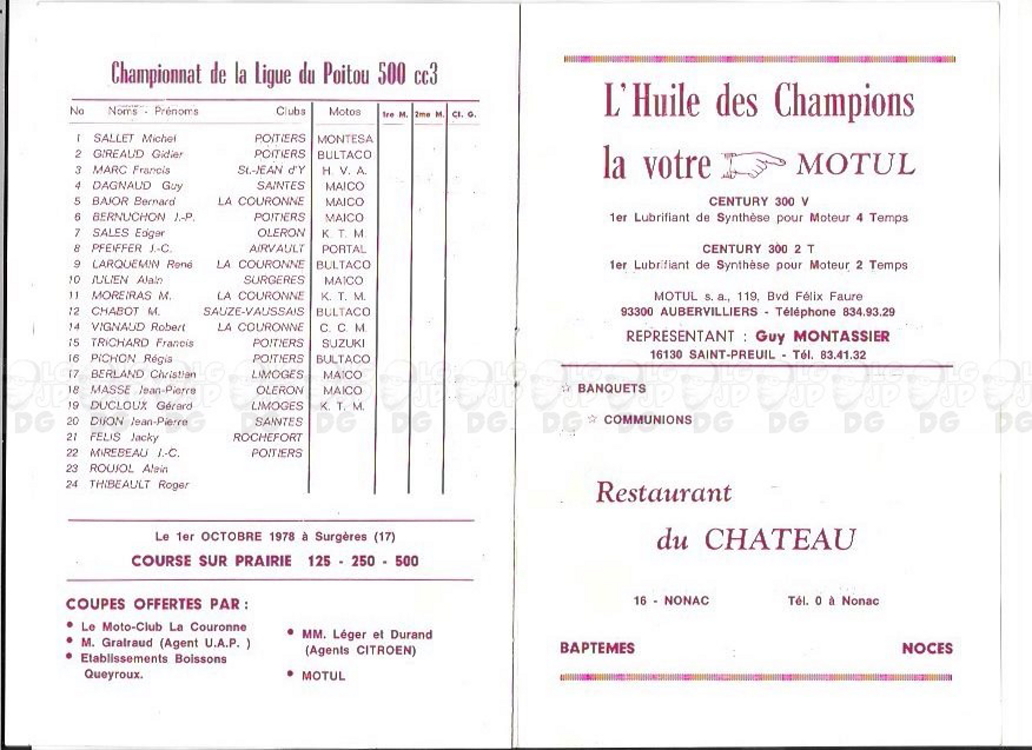 Championnat de la Ligue du Poitou 500 cc3
No Noms - Prénoms Clubs Motos 1re M. 2me M. Cl. G.
1 SALLET Michel POITIERS MONTESA
2 GIREAUD Gidier POITIERS BULTACO
3 MARC Francis St.-JEAN d'Y H. V. A.
4 DAGNAUD Guy SAINTES MAICO
5 BAJOR Bernard LA COURONNE MAICO
6 BERNUCHON J.-P. POITIERS MAICO
7 SALES Edgar OLERON K. T. M.
8 PFEIFFER J.-C. AIRVAULT PORTAL
9 LARQUEMIN René LA COURONNE BULTACO
10 JULIEN Alain SURGERES MAICO
11 MOREIRAS M. LA COURONNE K. T. M.
12 CHABOT M. SAUZE-VAUSSAIS BULTACO
14 VIGNAUD Robert LA COURONNE C. C. M.
15 TRICHARD Francis POITIERS SUZUKI
16 PICHON Régis POITIERS BULTACO
17 BERLAND Christian LIMOGES MAICO
18 MASSE Jean-Pierre OLERON MAICO
19 DUCLOUX Gérard LIMOGES K. T. M.
20 DIJON Jean-Pierre SAINTES
21 FELIS Jacky ROCHEFORT
22 MIREBEAU J.-C. POITIERS
23 ROUJOL Alain
24 THIBEAULT Roger
Le 1er OCTOBRE 1978 à Surgères (17)
COURSE SUR PRAIRIE 125 - 250 - 500
COUPES OFFERTES PAR :
• Le Moto-Club La Couronne
• M. Gralraud (Agent U.A.P. )
• Etablissements Boissons
Queyroux.
• MM. Léger et Durand
(Agents CITROEN)
• MOTUL
L'Huile des Champions
la votre MOTUL
CENTURY 300 V
1er Lubrifiant de Synthèse pour Moteur 4 Temps
CENTURY 300 2 T
1er Lubrifiant de Synthèse pour Moteur 2 Temps
MOTUL s. a., 119, Bvd Félix Faure
93300 AUBERVILLIERS - Téléphone 834.93.29
REPRESENTANT : Guy MONTASSIER
16130 SAINT-PREUIL - Tél. 83.41.32
☆ BANQUETS
☆ COMMUNIONS
Restaurant
du CHATEAU
16 - NONAC Tél. 0 à Nonac
BAPTEMES NOCES
LG JP DG